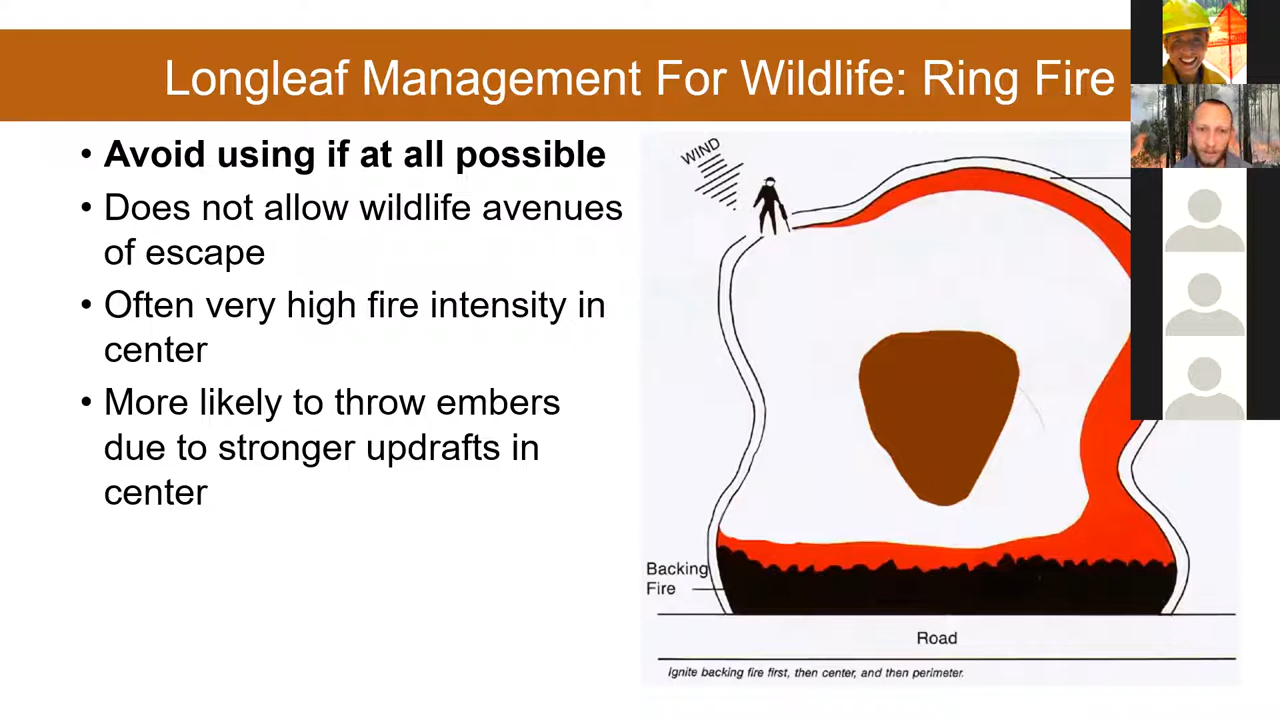 Longleaf Management For Wildlife: Ring Fire
• Avoid using if at all possible
• Does not allow wildlife avenues
of escape
• Often very high fire intensity in
center
• More likely to throw embers
due to stronger updrafts in
center
WIND
Backing
Fire
Road
Ignite backing fire first, then center, and then perimeter.